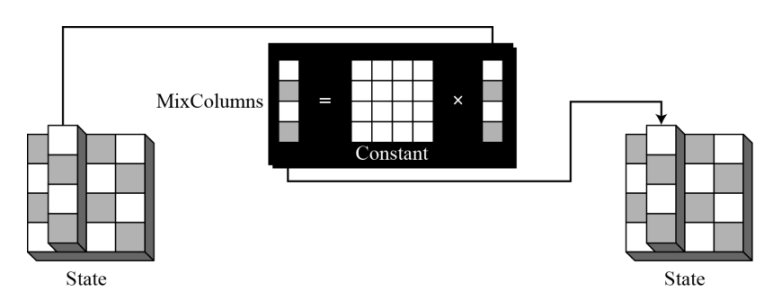 MixColumns
=
×
Constant
State
State